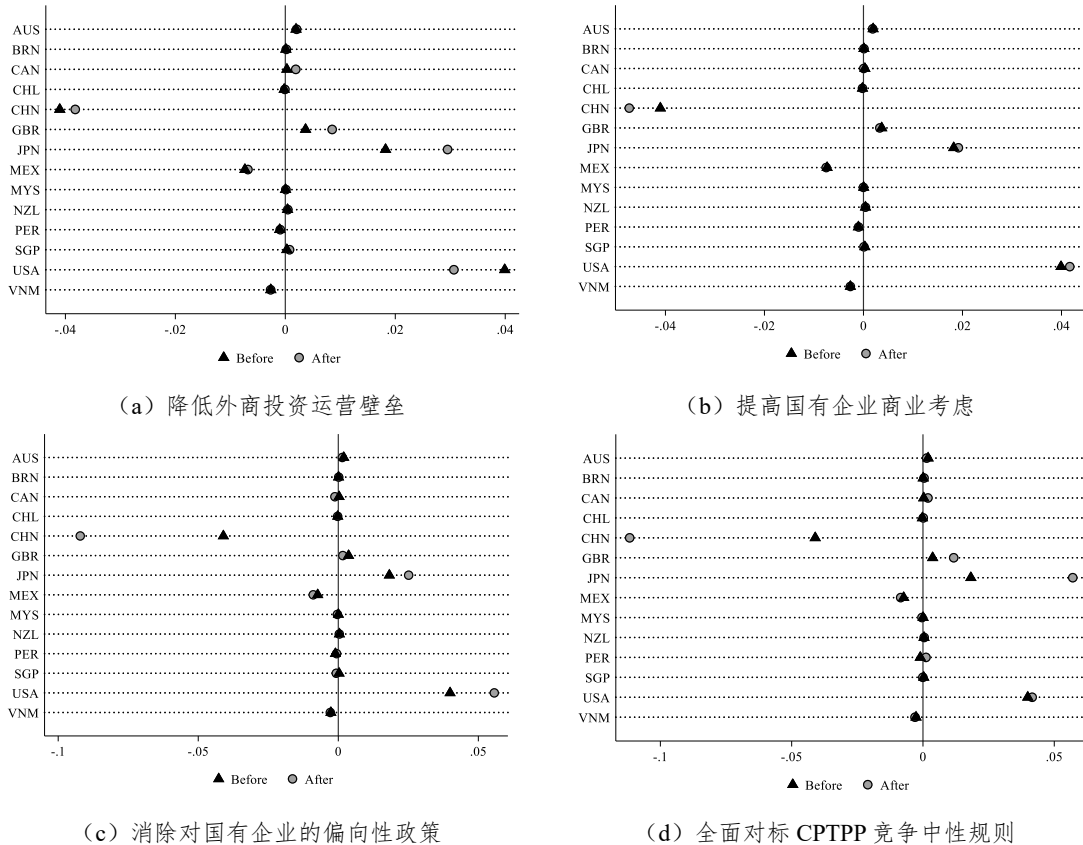 AUS
BRN
CAN
CHL
CHN
GBR
JPN
MEX
MYS
NZL
PER
SGP
USA
VNM
-.04 -.02 0 .02 .04
Before After
(a)降低外商投资运营壁垒
AUS
BRN
CAN
CHL
CHN
GBR
JPN
MEX
MYS
NZL
PER
SGP
USA
VNM
-.04 -.02 0 .02 .04
Before After
(b)提高国有企业商业考虑
AUS
BRN
CAN
CHL
CHN
GBR
JPN
MEX
MYS
NZL
PER
SGP
USA
VNM
-.1 -.05 0 .05
Before After
(c)消除对国有企业的偏向性政策
AUS
BRN
CAN
CHL
CHN
GBR
JPN
MEX
MYS
NZL
PER
SGP
USA
VNM
-.1 -.05 0 .05
Before After
(d)全面对标 CPTPP 竞争中性规则